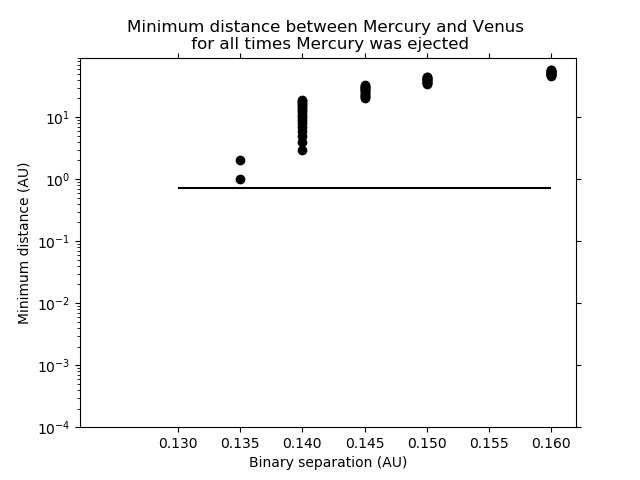 Minimum distance between Mercury and Venus
for all times Mercury was ejected
Minimum distance (AU)
10¹
10⁰
10⁻¹
10⁻²
10⁻³
10⁻⁴
0.130 0.135 0.140 0.145 0.150 0.155 0.160
Binary separation (AU)